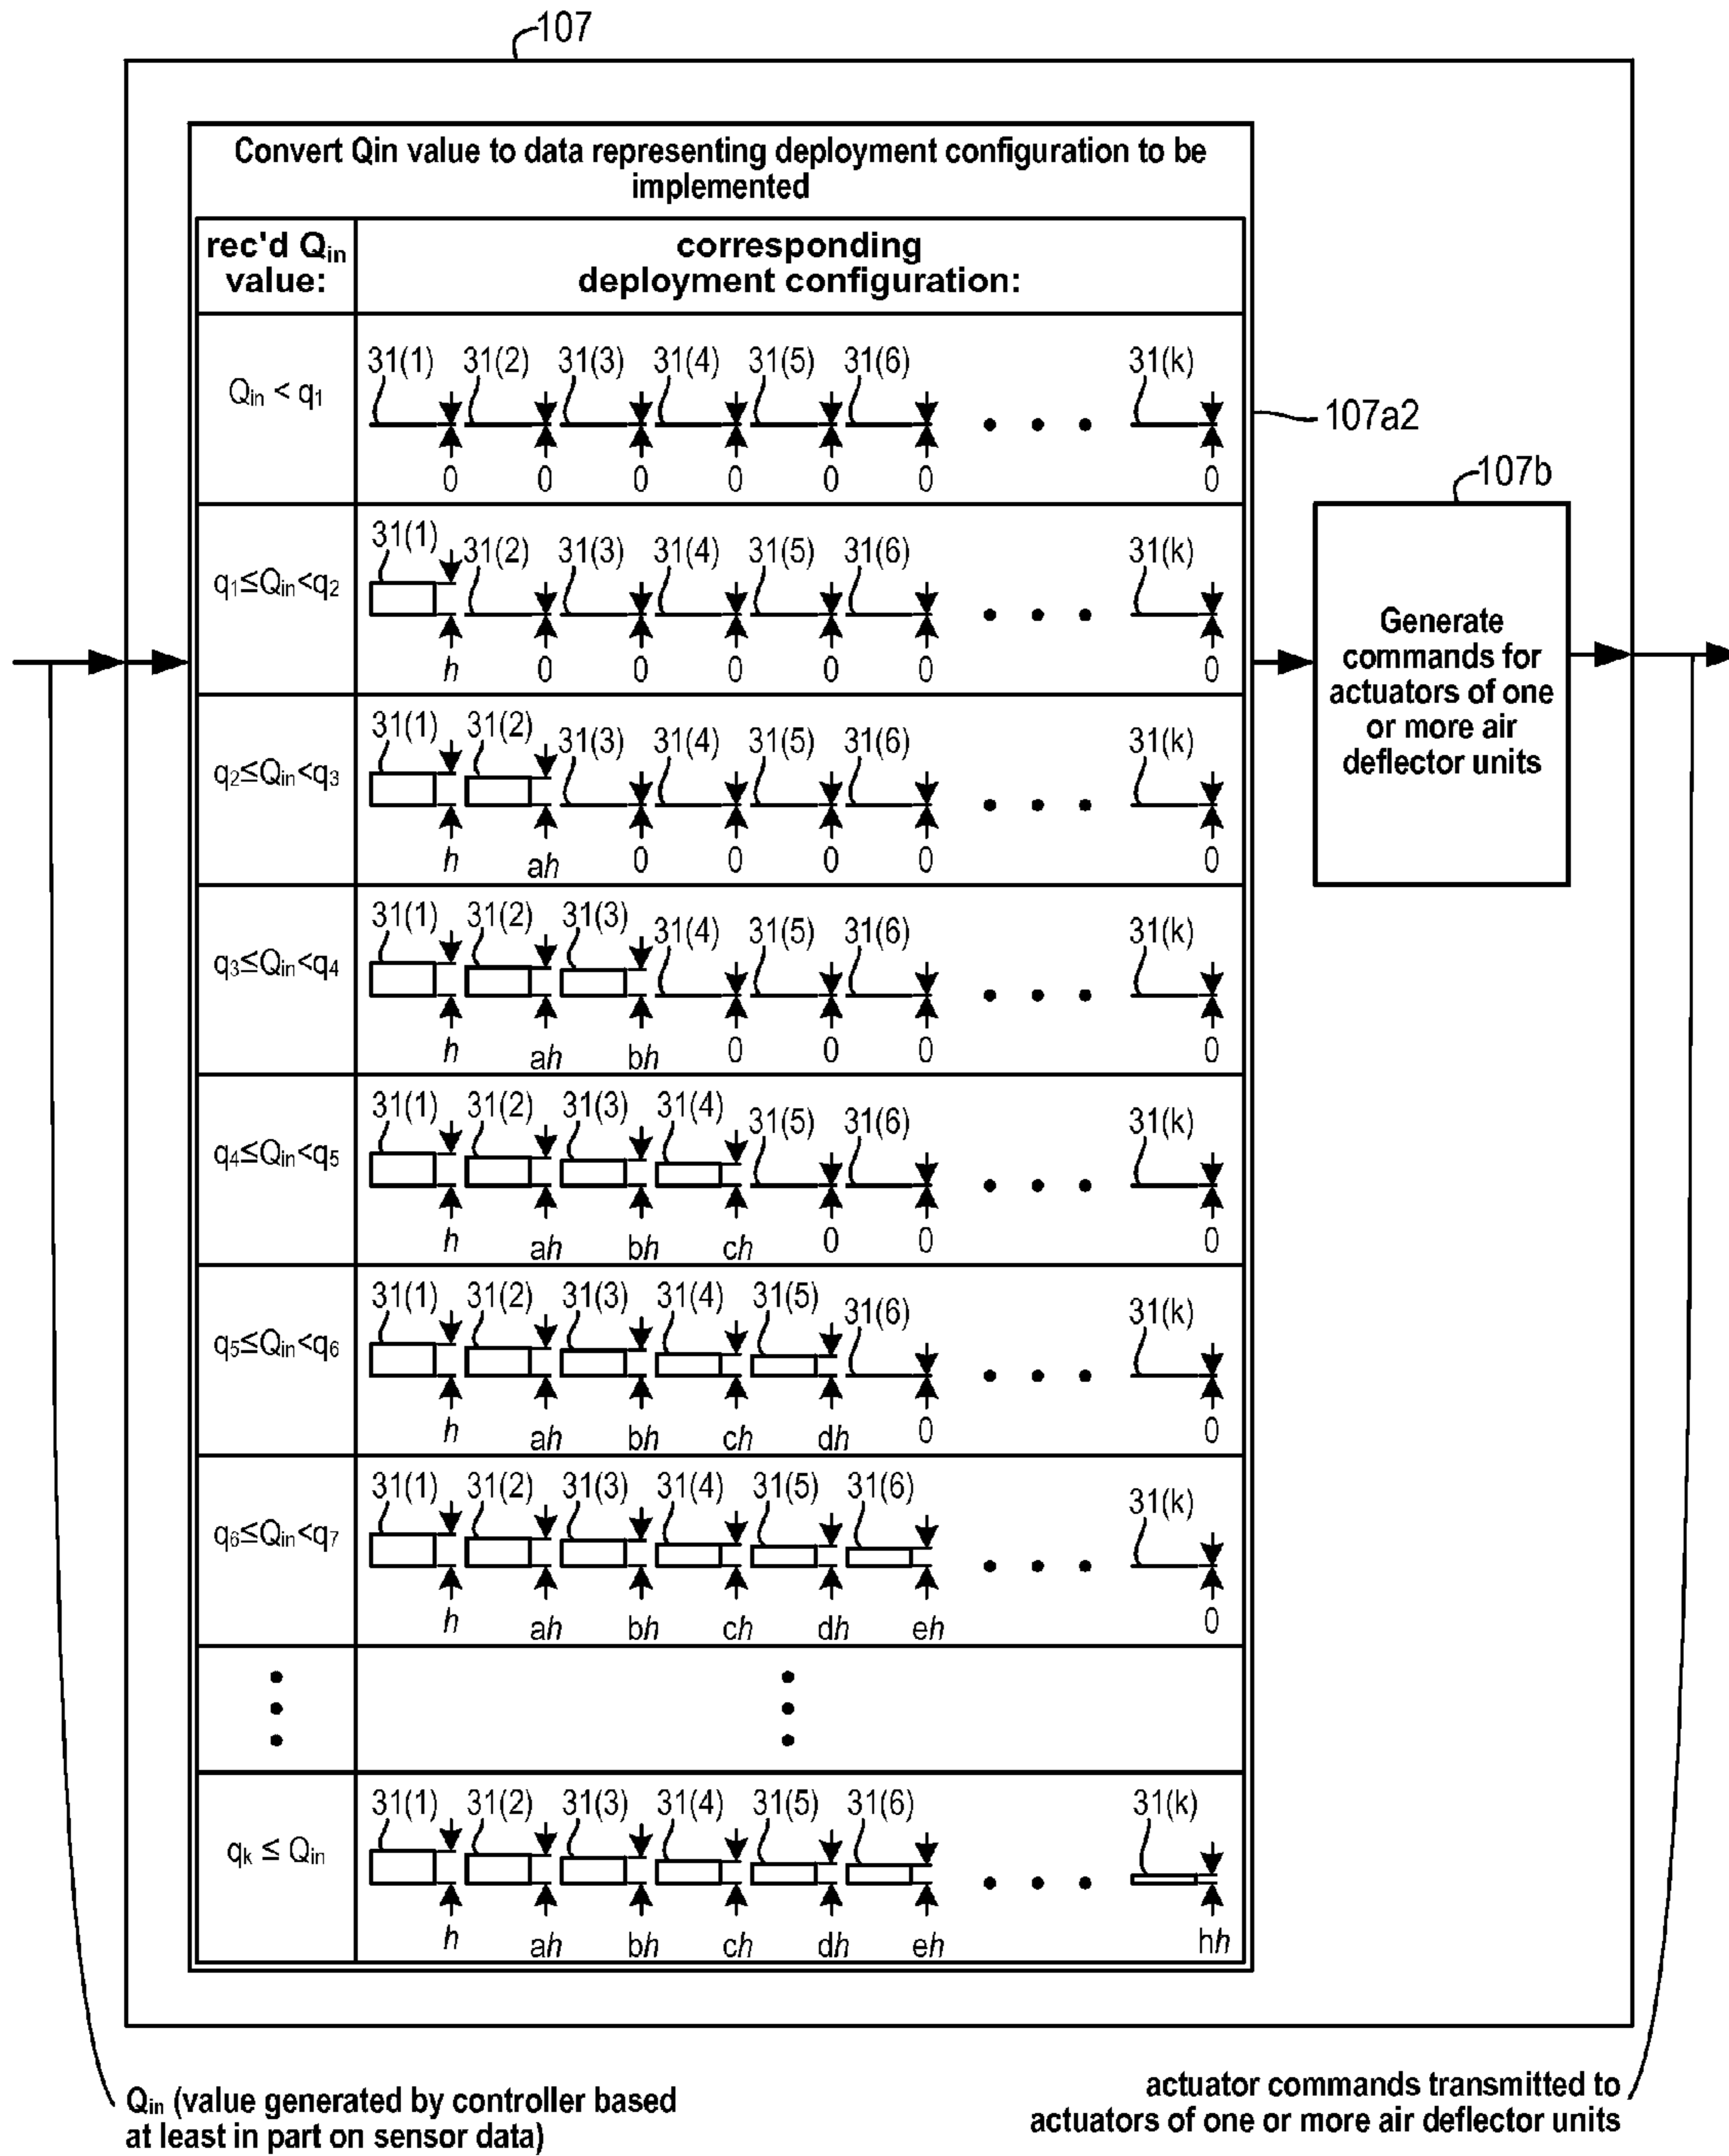 107
Convert Qin value to data representing deployment configuration to be
implemented
rec'd Qin
value:
corresponding
deployment configuration:
Qin < q1
31(1) 31(2) 31(3) 31(4) 31(5) 31(6) 31(k)
0 0 0 0 0 0 0
107a2
q1≤Qin<q2
31(1) 31(2) 31(3) 31(4) 31(5) 31(6) 31(k)
h 0 0 0 0 0 0
107b
Generate
commands for
actuators of one
or more air
deflector units
q2≤Qin<q3
31(1) 31(2) 31(3) 31(4) 31(5) 31(6) 31(k)
h ah 0 0 0 0 0
q3≤Qin<q4
31(1) 31(2) 31(3) 31(4) 31(5) 31(6) 31(k)
h ah bh 0 0 0 0
q4≤Qin<q5
31(1) 31(2) 31(3) 31(4) 31(5) 31(6) 31(k)
h ah bh ch 0 0 0
q5≤Qin<q6
31(1) 31(2) 31(3) 31(4) 31(5) 31(6) 31(k)
h ah bh ch dh 0 0
q6≤Qin<q7
31(1) 31(2) 31(3) 31(4) 31(5) 31(6) 31(k)
h ah bh ch dh eh 0
qk ≤ Qin
31(1) 31(2) 31(3) 31(4) 31(5) 31(6) 31(k)
h ah bh ch dh eh hh
Qin (value generated by controller based
at least in part on sensor data)
actuator commands transmitted to
actuators of one or more air deflector units